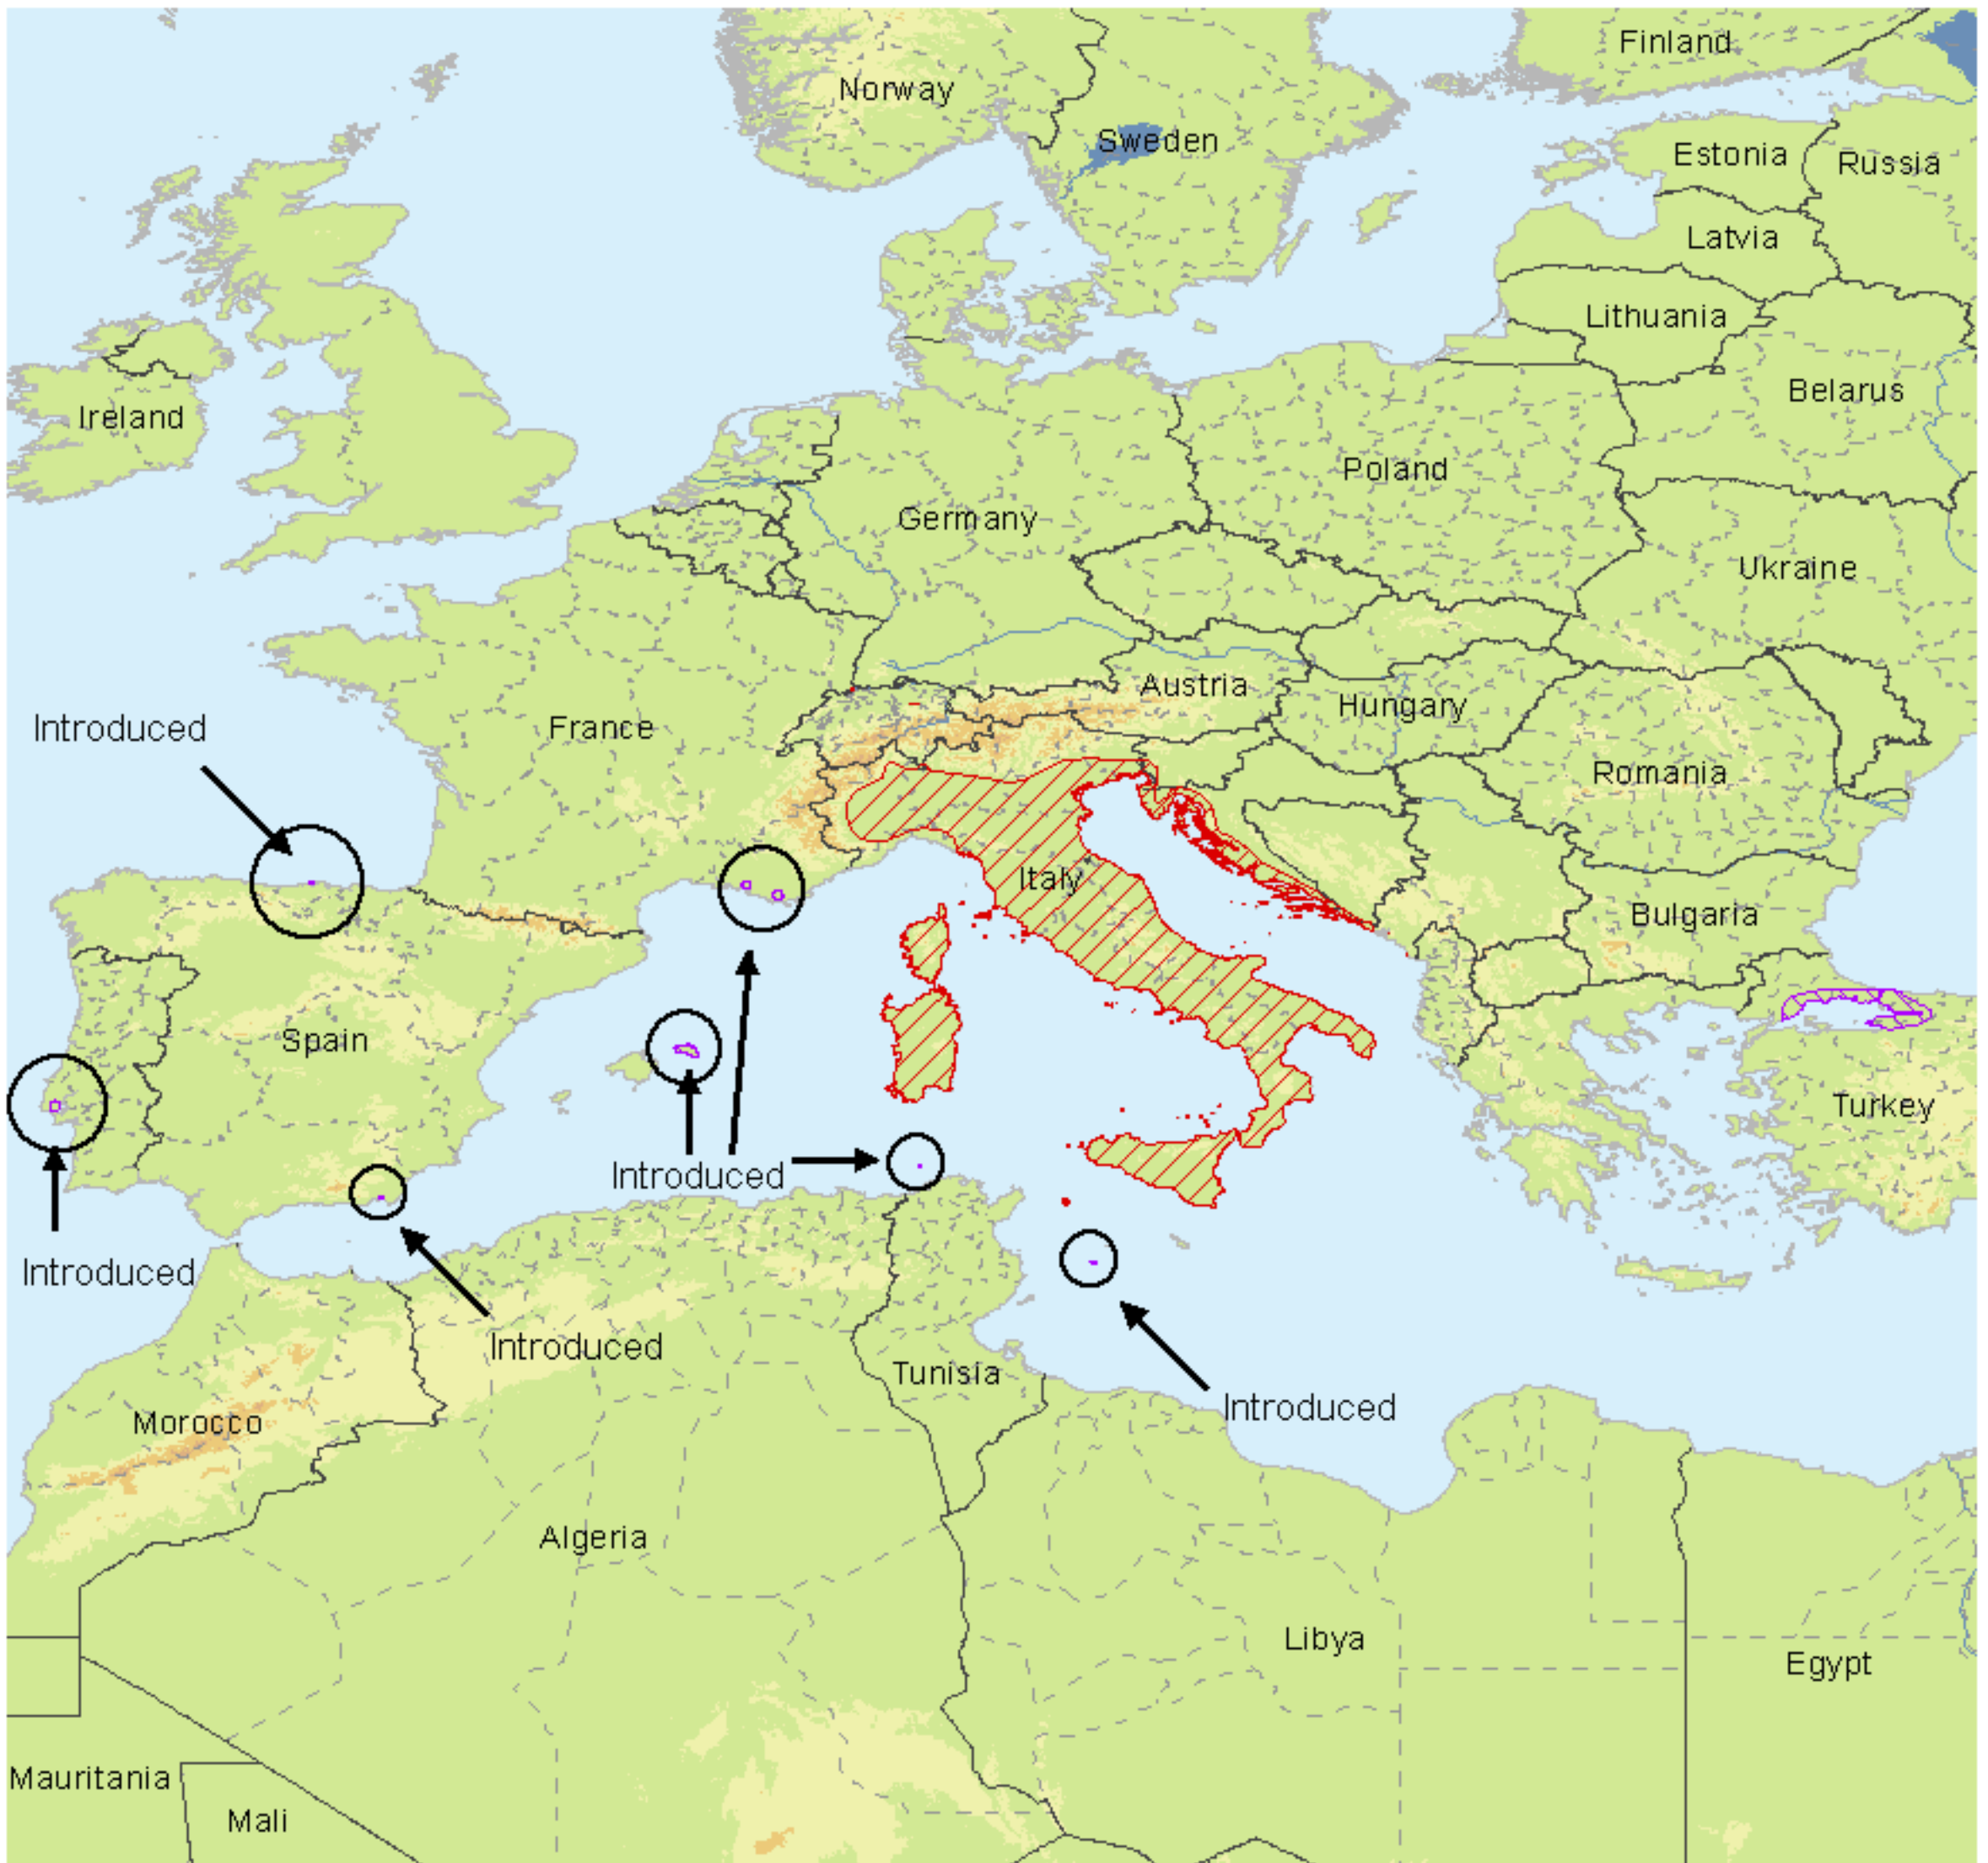 Finland
Norway
Sweden
Estonia
Russia
Latvia
Lithuania
Belarus
Ireland
Poland
Germany
Ukraine
Austria
Hungary
Introduced
France
Romania
Italy
Bulgaria
Spain
Turkey
Introduced
Introduced
Introduced
Tunisia
Introduced
Morocco
Algeria
Libya
Egypt
Mauritania
Mali